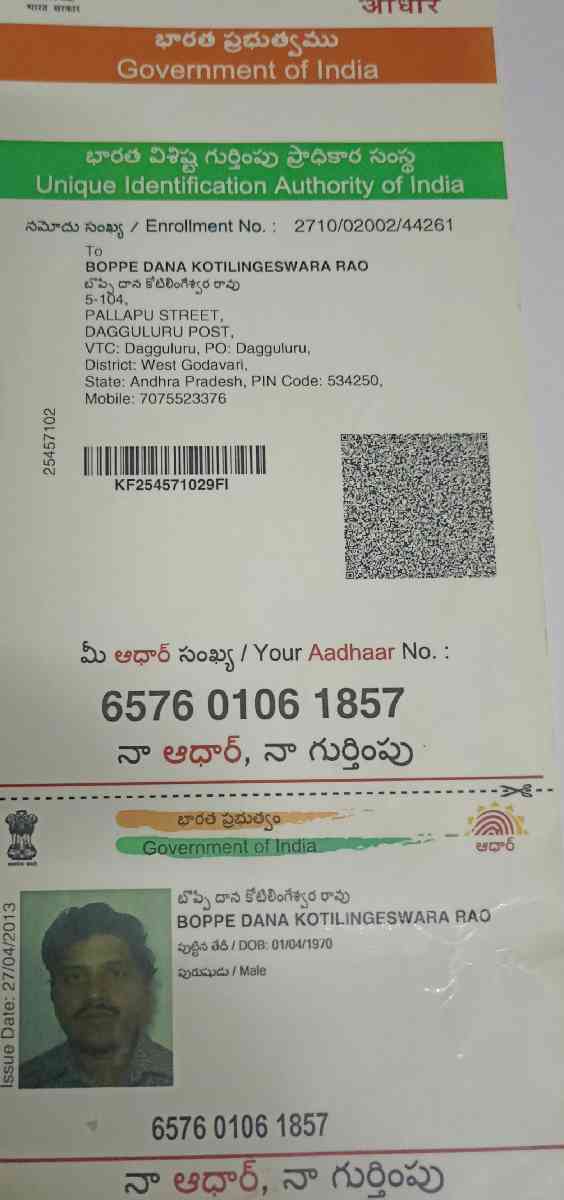 भारत सरकार
आधार
భారత ప్రభుత్వము
Government of India
భారత విశిష్ట గుర్తింపు ప్రాధికార సంస్థ
Unique Identification Authority of India
నమోదు సంఖ్య / Enrollment No. : 2710/02002/44261
To
BOPPE DANA KOTILINGESWARA RAO
బొప్పే దాన కోటిలింగేశ్వర రావు
5-104,
PALLAPU STREET,
DAGGULURU POST,
VTC: Dagguluru, PO: Dagguluru,
District: West Godavari,
State: Andhra Pradesh, PIN Code: 534250,
Mobile: 7075523376
25457102
KF254571029FI
మీ ఆధార్ సంఖ్య / Your Aadhaar No. :
6576 0106 1857
నా ఆధార్, నా గుర్తింపు
భారత ప్రభుత్వం
Government of India
ఆధార్
బొప్పే దాన కోటిలింగేశ్వర రావు
BOPPE DANA KOTILINGESWARA RAO
పుట్టిన తేదీ / DOB: 01/04/1970
పురుషుడు / Male
Issue Date: 27/04/2013
6576 0106 1857
నా ఆధార్, నా గుర్తింపు